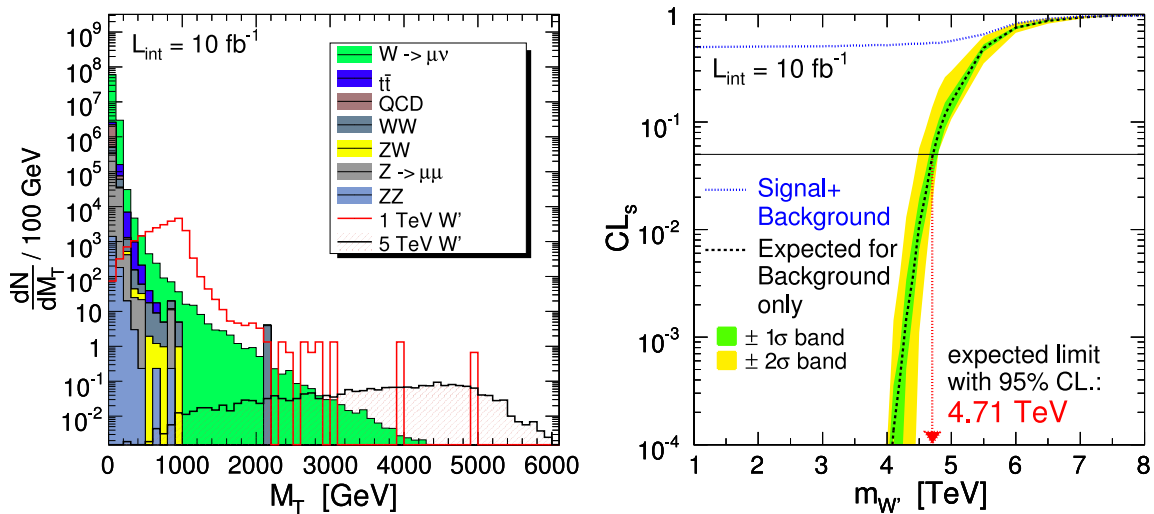 L_int = 10 fb^-1
W -> μν
tt̄
QCD
WW
ZW
Z -> μμ
ZZ
1 TeV W'
5 TeV W'
dN/dM_T / 100 GeV
10^8
10^7
10^6
10^5
10^4
10^3
10^2
10
1
10^-1
10^-2
0 1000 2000 3000 4000 5000 6000
M_T [GeV]
L_int = 10 fb^-1
Signal+
Background
Expected for
Background
only
± 1σ band
± 2σ band
expected limit
with 95% CL.:
4.71 TeV
CL_s
1
10^-1
10^-2
10^-3
10^-4
1 2 3 4 5 6 7 8
m_W' [TeV]